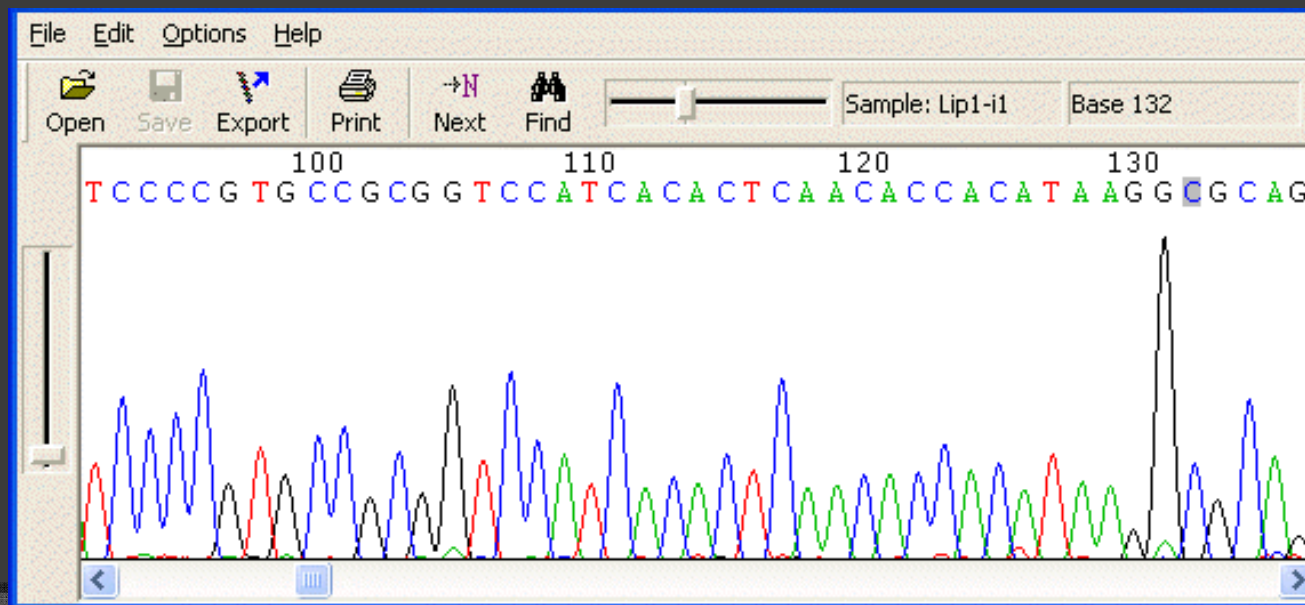 File Edit Options Help
→N
Open Save Export Print Next Find Sample: Lip1-i1 Base 132
100 110 120 130
T C C C C G T G C C G C G G T C C A T C A C A C T C A A C A C C A C A T A A G G C G C A G